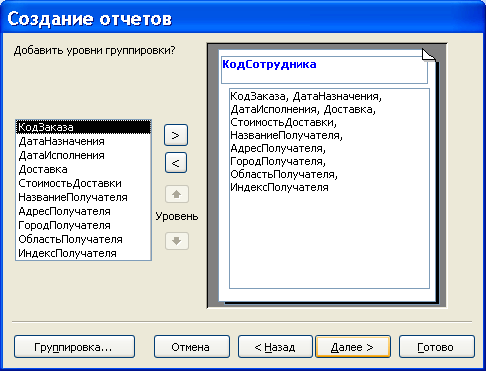 Создание отчетов
Добавить уровни группировки?
КодЗаказа
ДатаНазначения
ДатаИсполнения
Доставка
СтоимостьДоставки
НазваниеПолучателя
АдресПолучателя
ГородПолучателя
ОбластьПолучателя
ИндексПолучателя
>
<
Уровень
КодСотрудника
КодЗаказа, ДатаНазначения,
ДатаИсполнения, Доставка,
СтоимостьДоставки,
НазваниеПолучателя,
АдресПолучателя,
ГородПолучателя,
ОбластьПолучателя,
ИндексПолучателя
Группировка...
Отмена
< Назад
Далее >
Готово